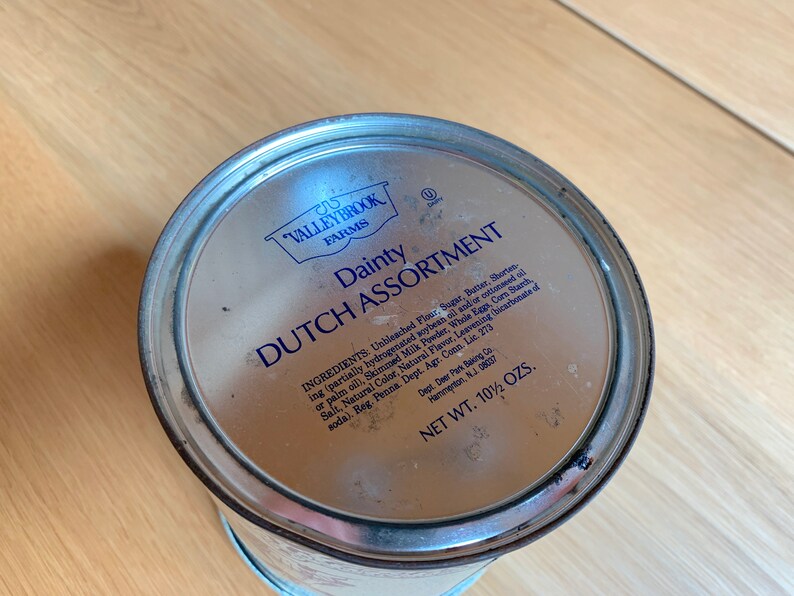 VALLEYBROOK
FARMS
U
DAIRY
Dainty
DUTCH ASSORTMENT
INGREDIENTS: Unbleached Flour, Sugar, Butter, Shorten-
ing (partially hydrogenated soybean oil and/or cottonseed oil
or palm oil), Skimmed Milk Powder, Whole Eggs, Corn Starch,
Salt, Natural Color, Natural Flavor, Leavening (bicarbonate of
soda). Reg. Penna. Dept. Agr. Conn. Lic. 273
Dept. Deer Park Baking Co.
Hammonton, N.J. 08037
NET WT. 10½ OZS.